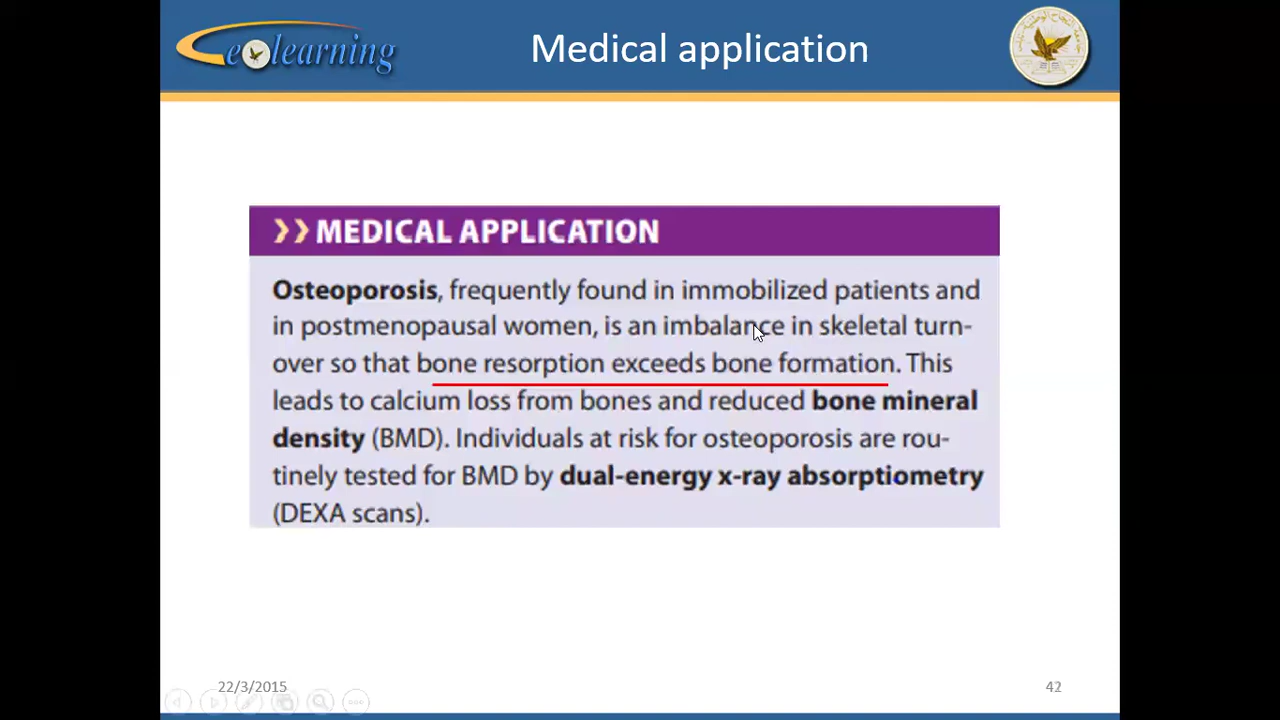 elearning
Medical application
MEDICAL APPLICATION
Osteoporosis, frequently found in immobilized patients and
in postmenopausal women, is an imbalance in skeletal turn-
over so that bone resorption exceeds bone formation. This
leads to calcium loss from bones and reduced bone mineral
density (BMD). Individuals at risk for osteoporosis are rou-
tinely tested for BMD by dual-energy x-ray absorptiometry
(DEXA scans).
22/3/2015
42